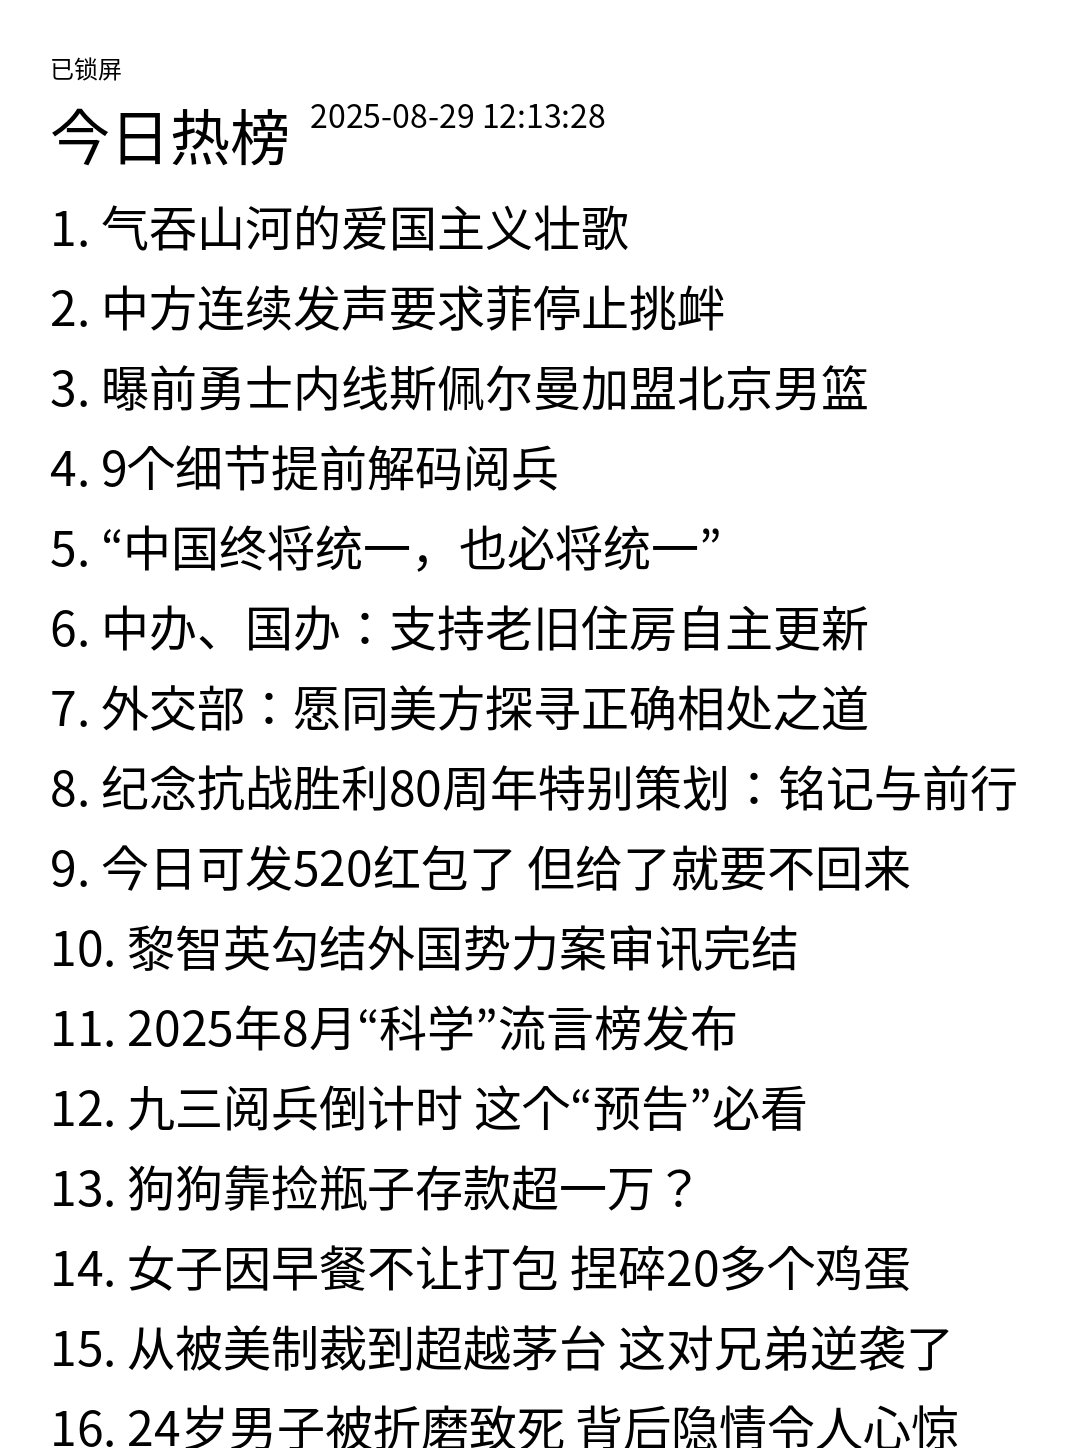 已锁屏
今日热榜 2025-08-29 12:13:28
1. 气吞山河的爱国主义壮歌
2. 中方连续发声要求菲停止挑衅
3. 曝前勇士内线斯佩尔曼加盟北京男篮
4. 9个细节提前解码阅兵
5. “中国终将统一，也必将统一”
6. 中办、国办：支持老旧住房自主更新
7. 外交部：愿同美方探寻正确相处之道
8. 纪念抗战胜利80周年特别策划：铭记与前行
9. 今日可发520红包了 但给了就要不回来
10. 黎智英勾结外国势力案审讯完结
11. 2025年8月“科学”流言榜发布
12. 九三阅兵倒计时 这个“预告”必看
13. 狗狗靠捡瓶子存款超一万？
14. 女子因早餐不让打包 捏碎20多个鸡蛋
15. 从被美制裁到超越茅台 这对兄弟逆袭了
16. 24岁男子被折磨致死 背后隐情令人心惊